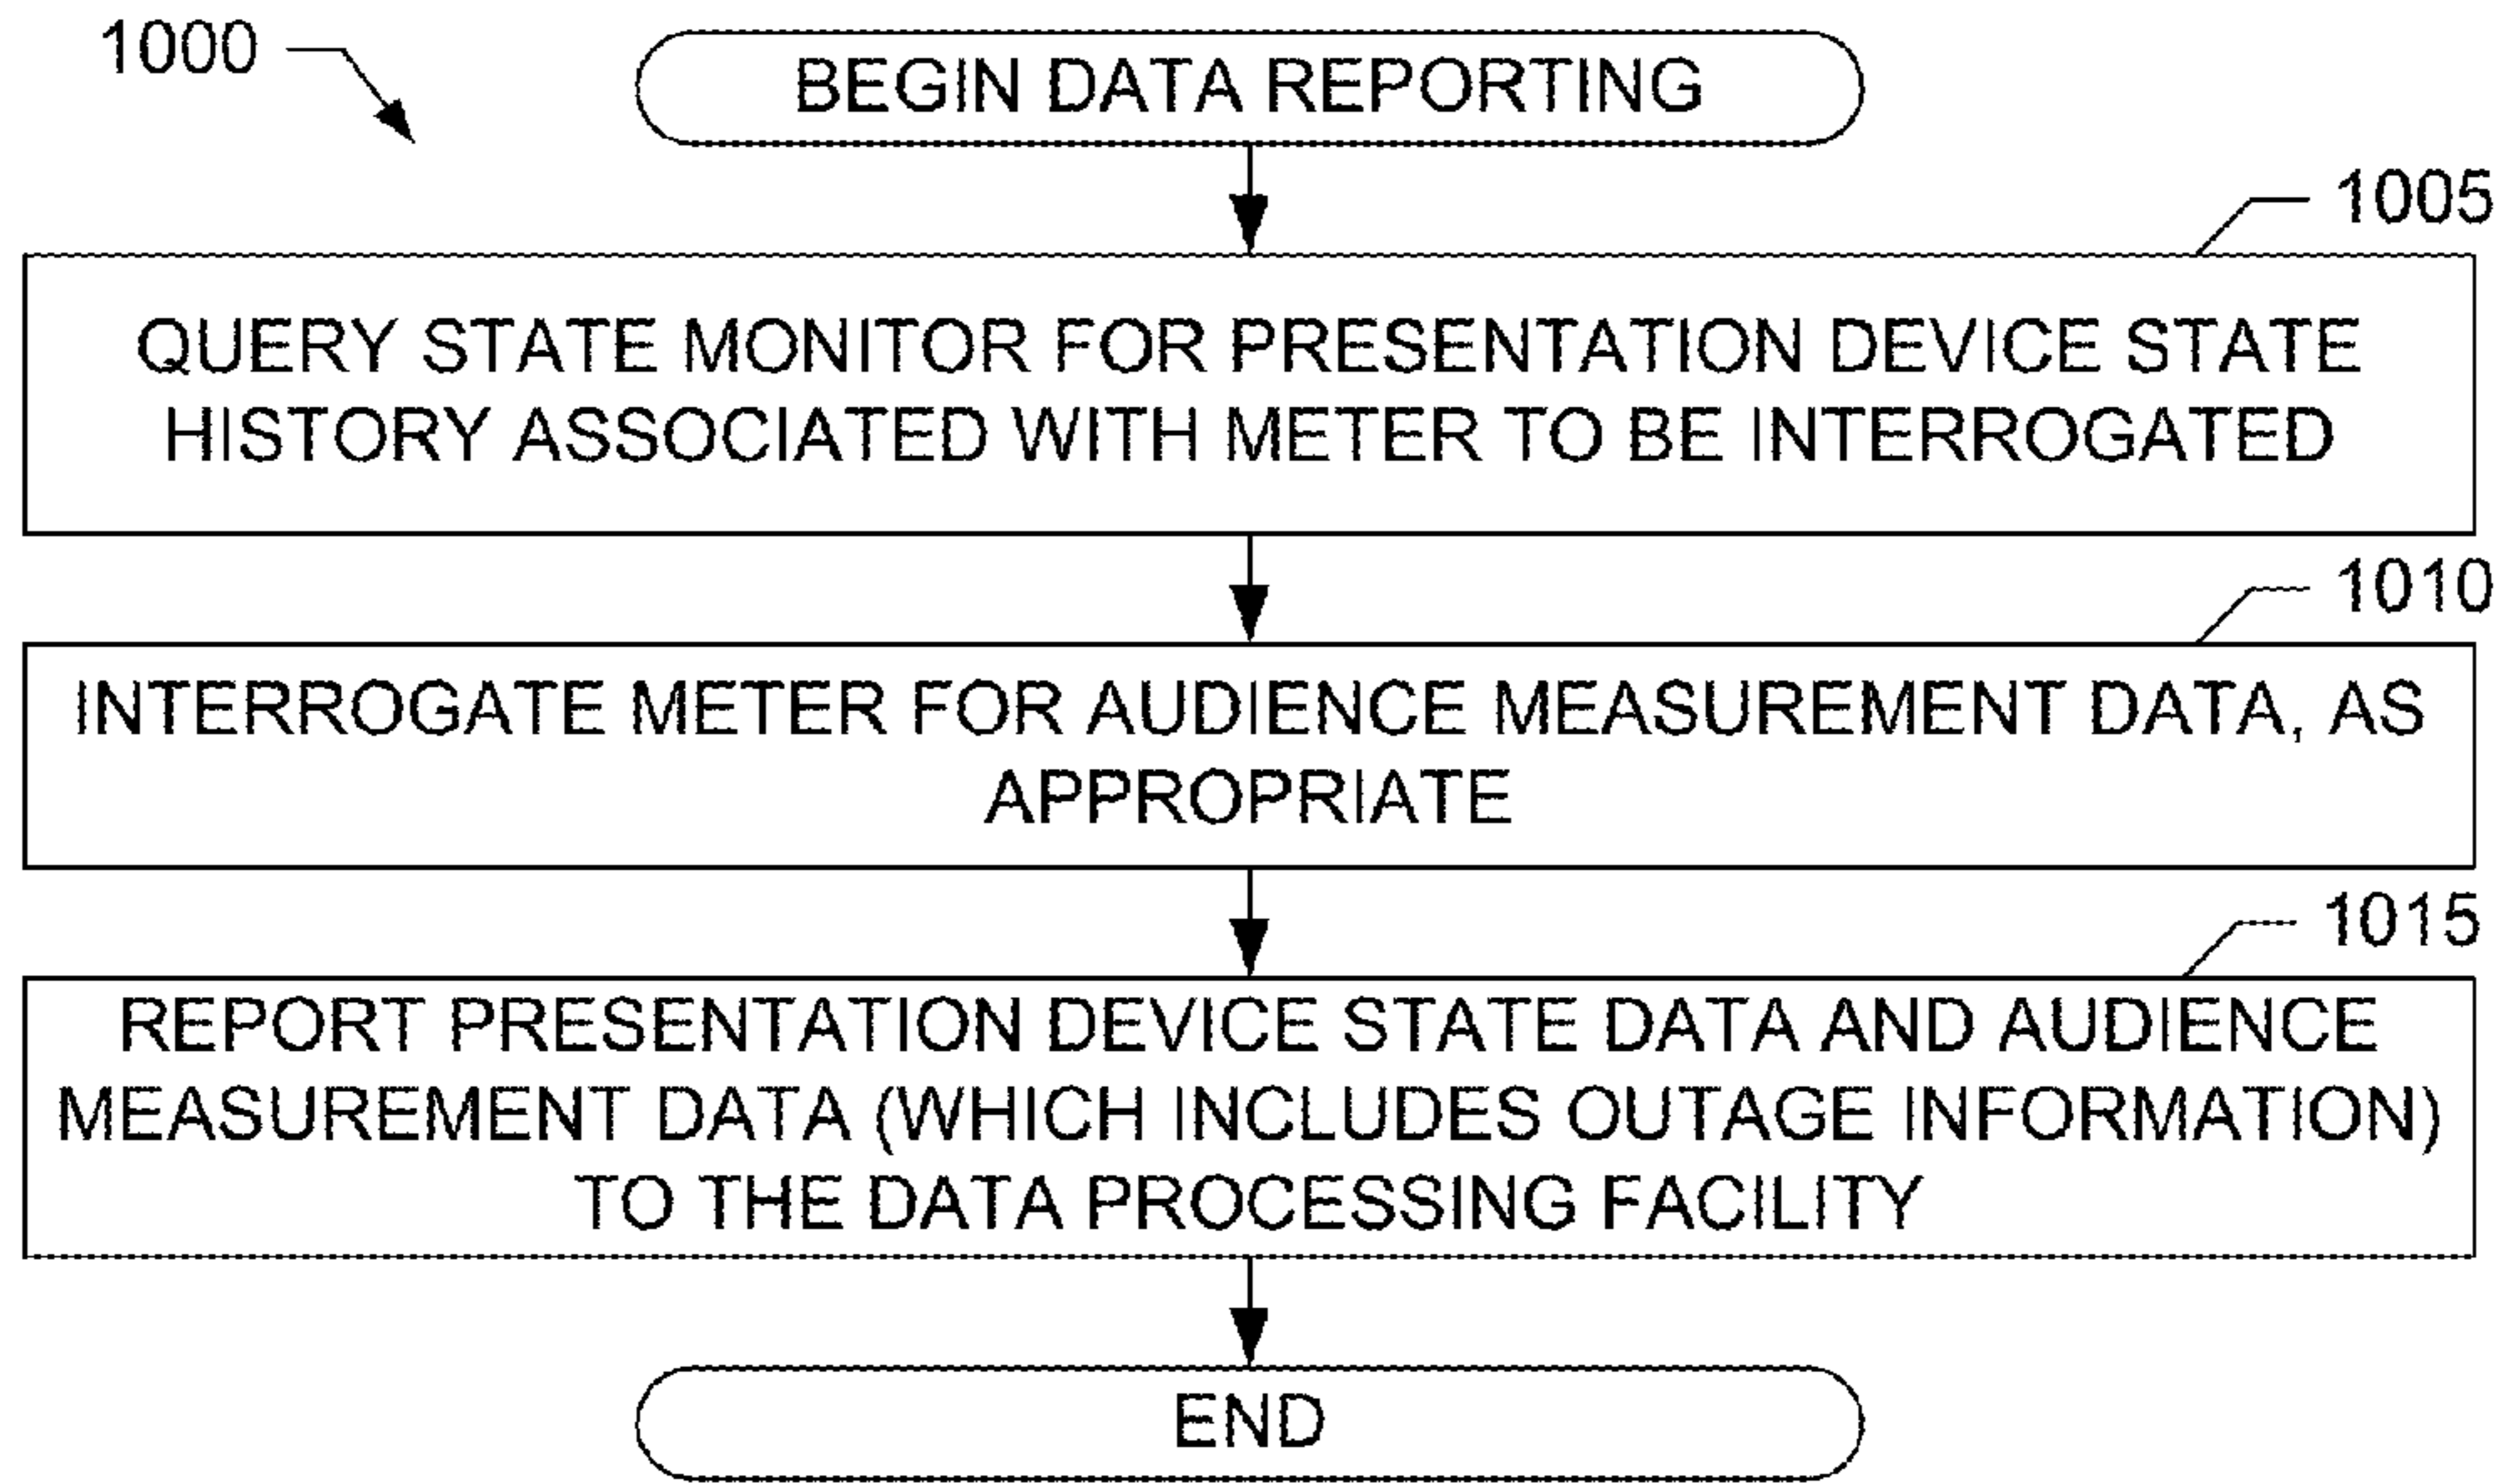 1000
BEGIN DATA REPORTING
1005
QUERY STATE MONITOR FOR PRESENTATION DEVICE STATE
HISTORY ASSOCIATED WITH METER TO BE INTERROGATED
1010
INTERROGATE METER FOR AUDIENCE MEASUREMENT DATA, AS
APPROPRIATE
1015
REPORT PRESENTATION DEVICE STATE DATA AND AUDIENCE
MEASUREMENT DATA (WHICH INCLUDES OUTAGE INFORMATION)
TO THE DATA PROCESSING FACILITY
END